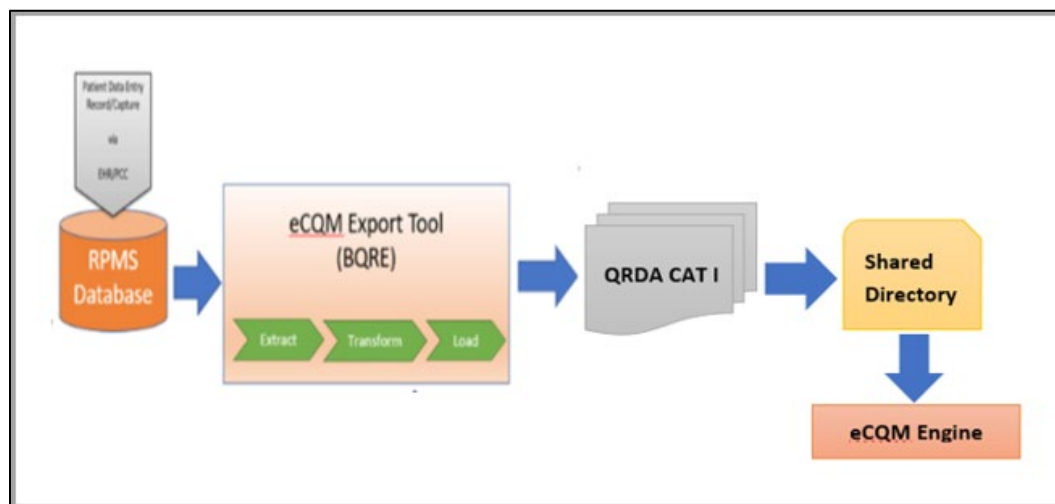 Patient Data Entry
Record/Capture
via
EHR/PCC
RPMS
Database
eCQM Export Tool
(BQRE)
Extract
Transform
Load
QRDA CAT I
Shared
Directory
eCQM Engine